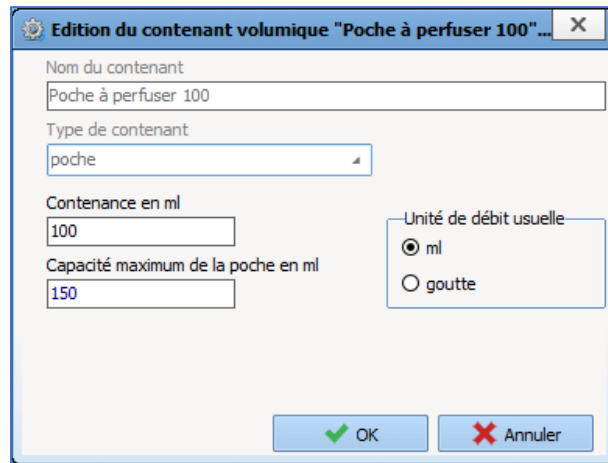 Edition du contenant volumique "Poche à perfuser 100"...
Nom du contenant
Poche à perfuser 100
Type de contenant
poche
Contenance en ml
100
Unité de débit usuelle
ml
Capacité maximum de la poche en ml
goutte
150
OK
Annuler